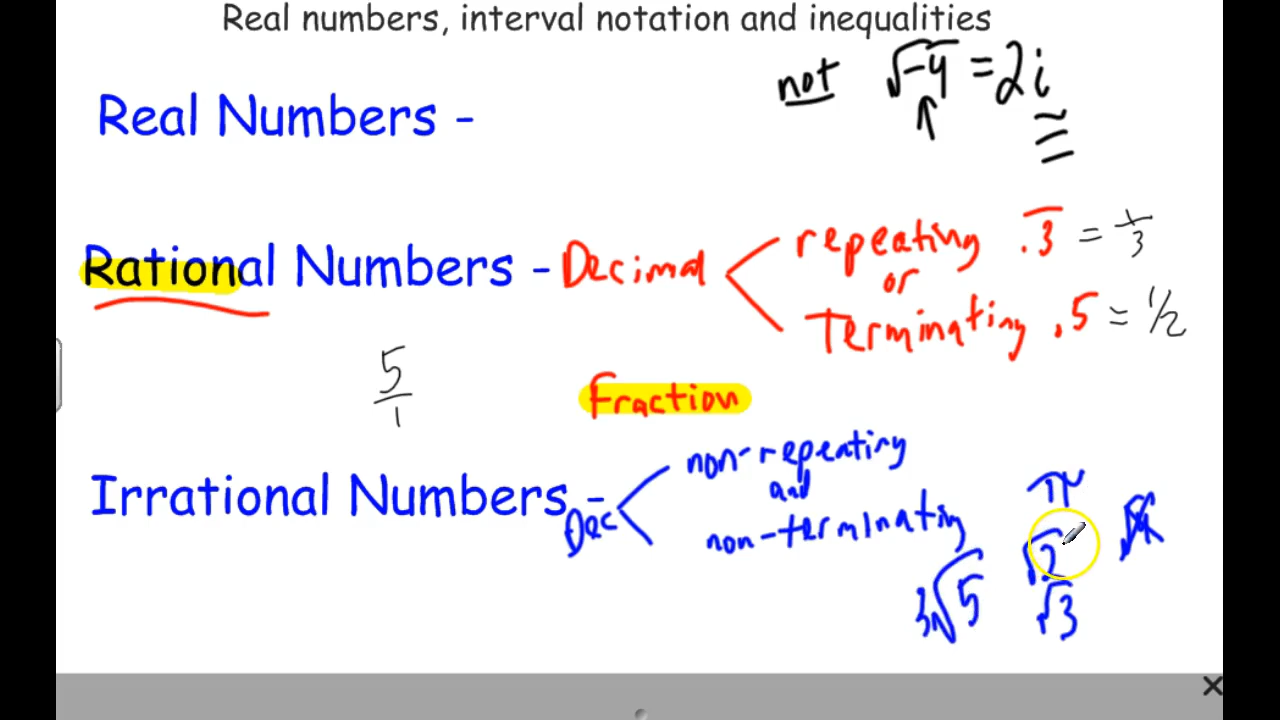 Real numbers, interval notation and inequalities
not √-4 = 2i
Real Numbers -
Rational Numbers - Decimal
repeating .3̅ = 1/3
or
Terminating .5 = 1/2
5/1
Fraction
Irrational Numbers -
Dec
non-repeating
and
non-terminating
π
√2
3√5
√3